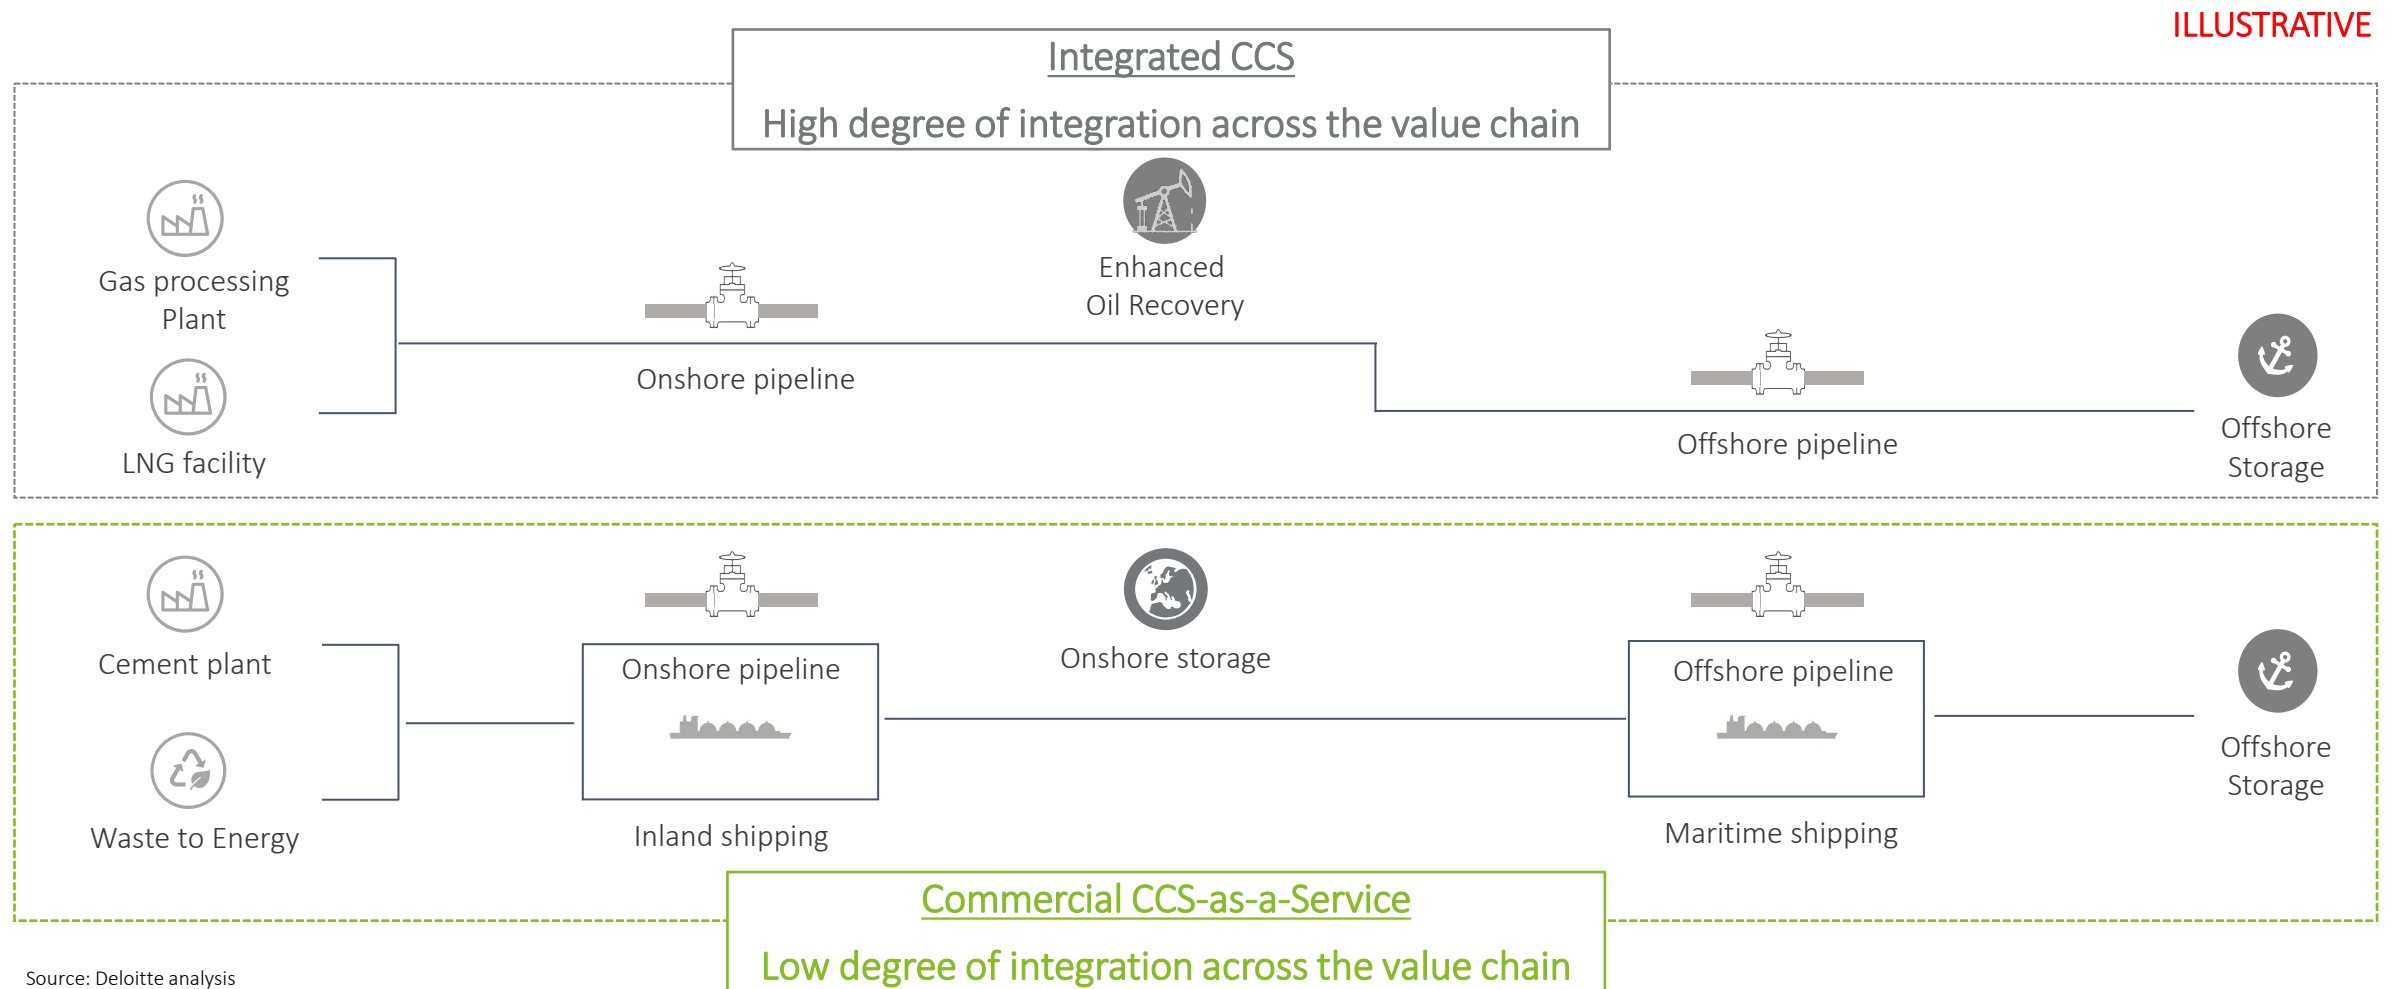 ILLUSTRATIVE
Integrated CCS
High degree of integration across the value chain
Gas processing
Plant
LNG facility
Onshore pipeline
Enhanced
Oil Recovery
Offshore pipeline
Offshore
Storage
Cement plant
Waste to Energy
Onshore pipeline
Inland shipping
Onshore storage
Offshore pipeline
Maritime shipping
Offshore
Storage
Commercial CCS-as-a-Service
Low degree of integration across the value chain
Source: Deloitte analysis